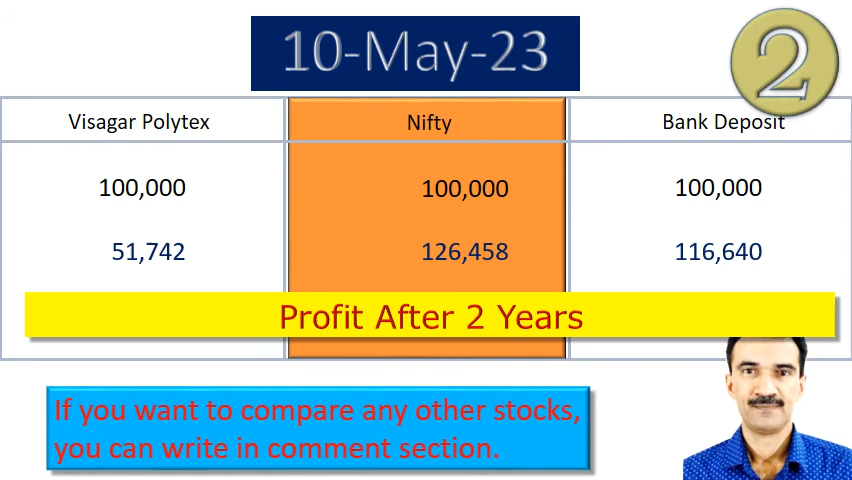 10-May-23
2
Visagar Polytex Nifty Bank Deposit
100,000 100,000 100,000
51,742 126,458 116,640
Profit After 2 Years
If you want to compare any other stocks,
you can write in comment section.